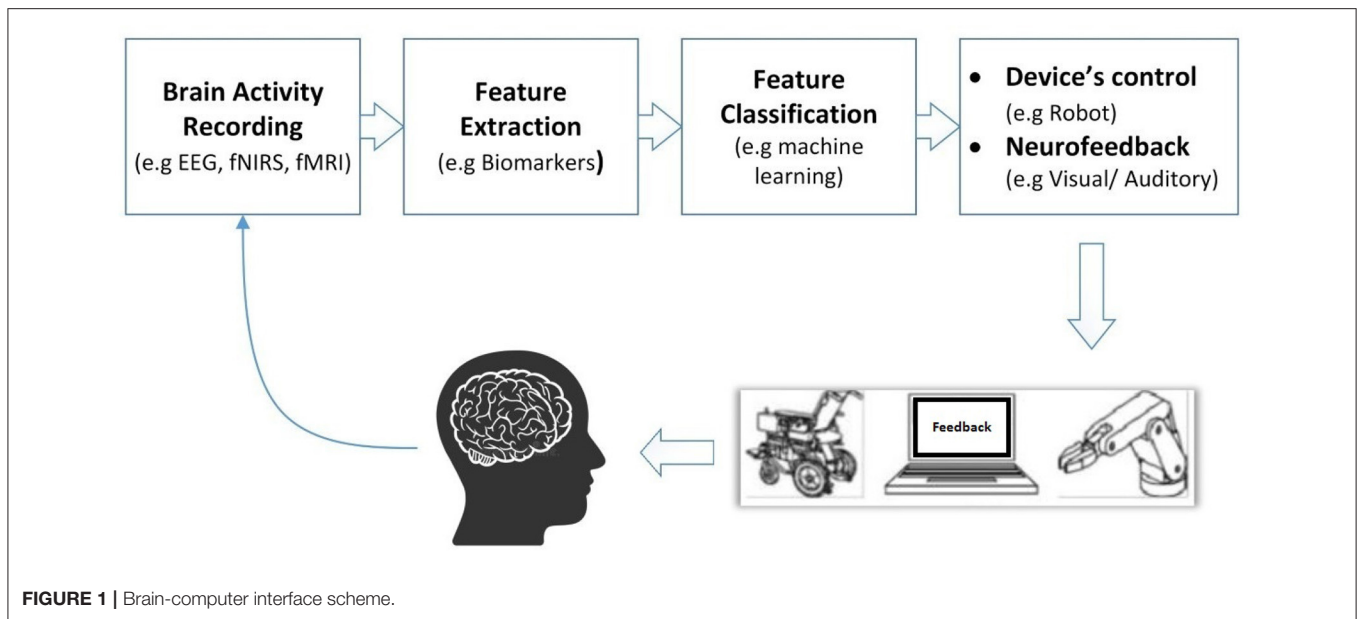 Brain Activity
Recording
(e.g EEG, fNIRS, fMRI)
Feature
Extraction
(e.g Biomarkers)
Feature
Classification
(e.g machine
learning)
• Device's control
(e.g Robot)
• Neurofeedback
(e.g Visual/ Auditory)
Feedback
FIGURE 1 | Brain-computer interface scheme.